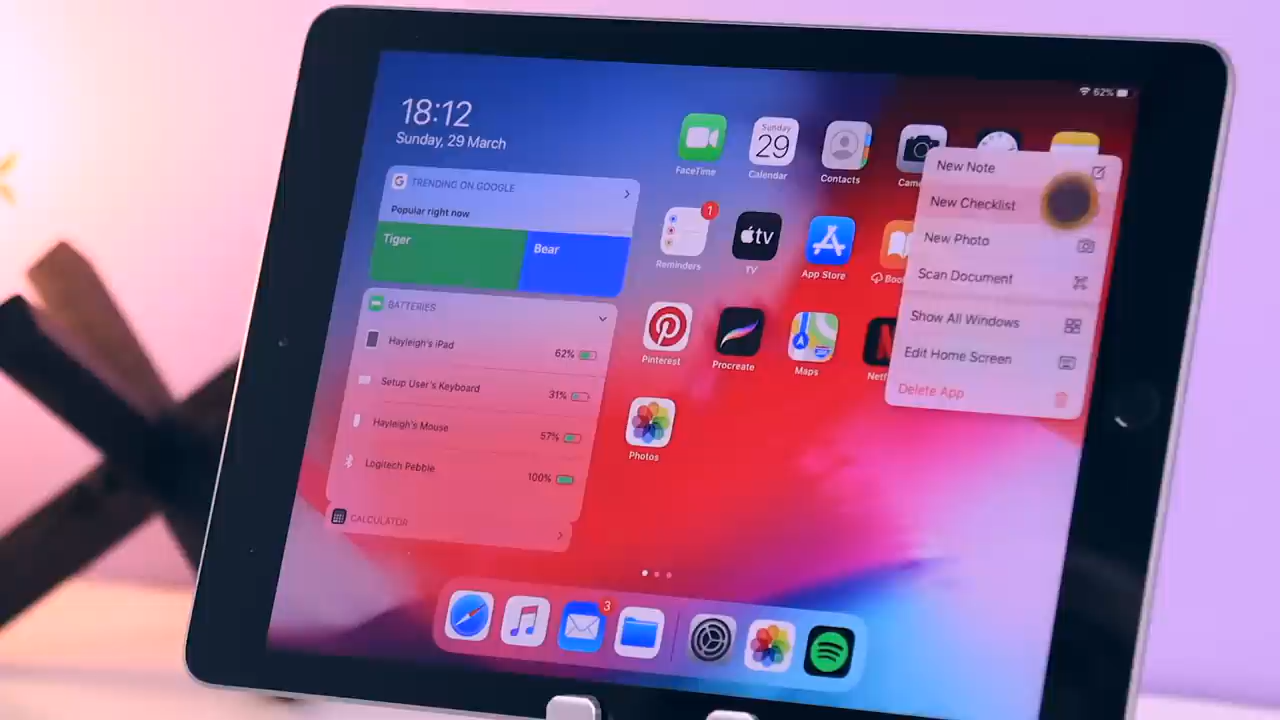 62%
18:12
Sunday, 29 March
TRENDING ON GOOGLE
Popular right now
Tiger
Bear
BATTERIES
Hayleigh's iPad
62%
Setup User's Keyboard
31%
Hayleigh's Mouse
57%
Logitech Pebble
100%
CALCULATOR
FaceTime
Sunday
29
Calendar
Contacts
Reminders
1
tv
TV
App Store
Pinterest
Procreate
Maps
Photos
New Note
New Checklist
New Photo
Scan Document
Show All Windows
Edit Home Screen
Delete App
3